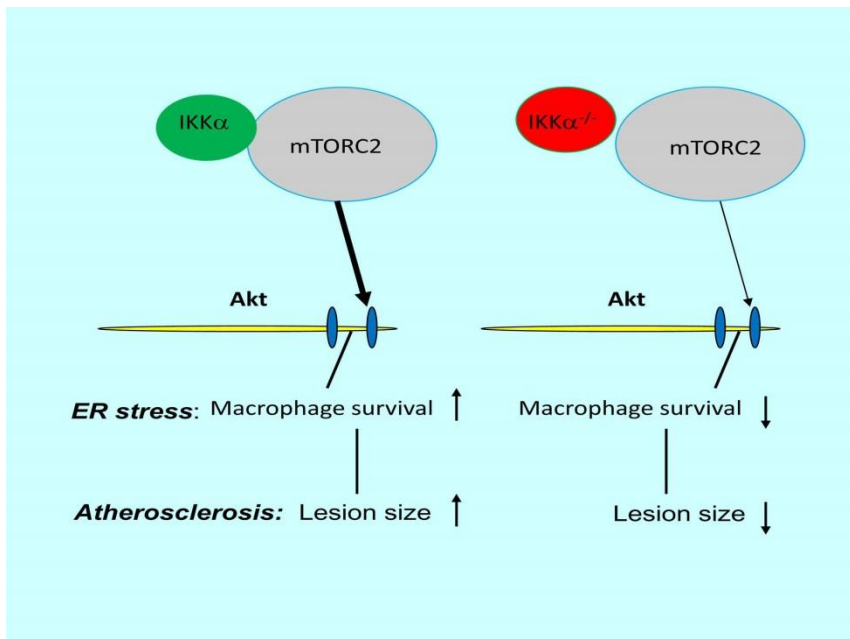 IKKα
mTORC2
IKKα-/-
mTORC2
Akt
Akt
ER stress: Macrophage survival ↑
Macrophage survival ↓
Atherosclerosis: Lesion size ↑
Lesion size ↓